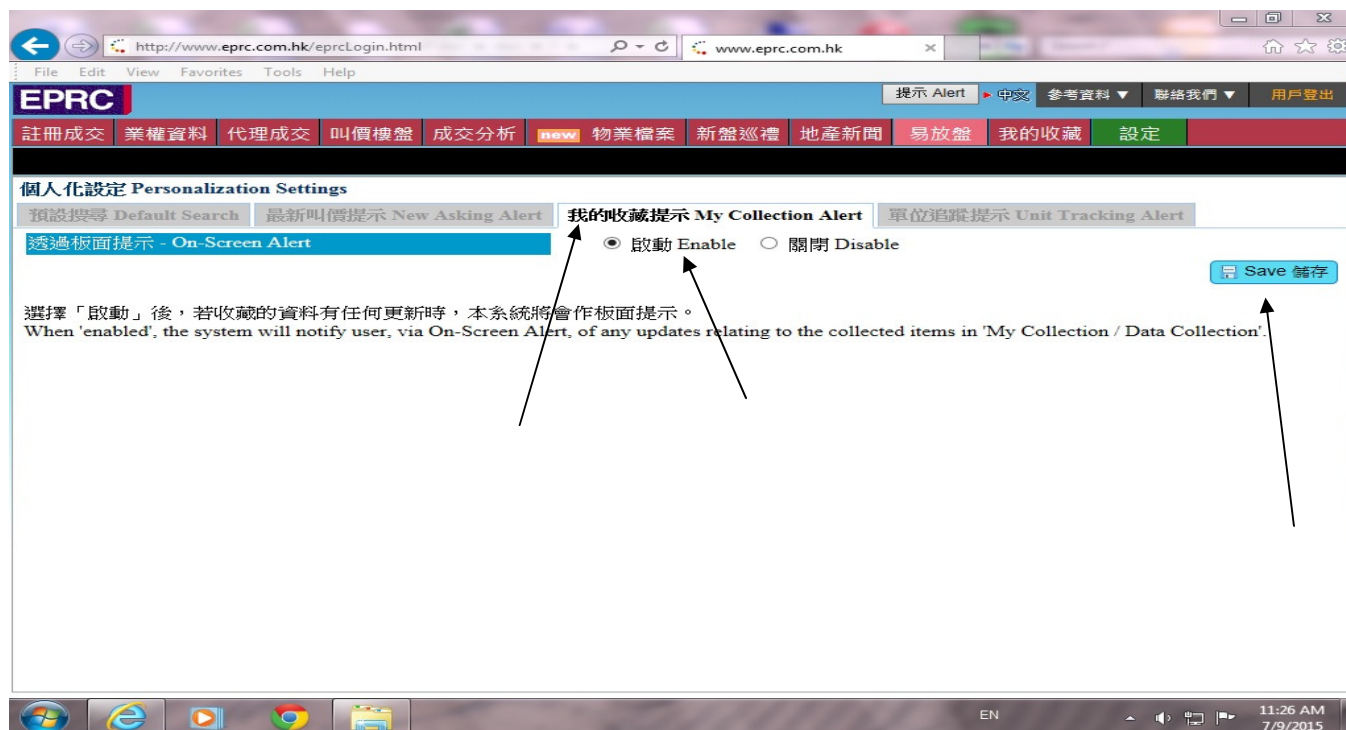 http://www.eprc.com.hk/eprcLogin.html
www.eprc.com.hk
File Edit View Favorites Tools Help
EPRC
提示 Alert 中文 參考資料 ▼ 聯絡我們 ▼ 用戶登出
註冊成交 業權資料 代理成交 叫價樓盤 成交分析 new 物業檔案 新盤巡禮 地產新聞 易放盤 我的收藏 設定
個人化設定 Personalization Settings
預設搜尋 Default Search 最新叫價提示 New Asking Alert 我的收藏提示 My Collection Alert 單位追蹤提示 Unit Tracking Alert
透過板面提示 - On-Screen Alert 啟動 Enable 關閉 Disable
Save 儲存
選擇「啟動」後，若收藏的資料有任何更新時，本系統將會作板面提示。
When 'enabled', the system will notify user, via On-Screen Alert, of any updates relating to the collected items in 'My Collection / Data Collection'.
EN
11:26 AM
7/9/2015